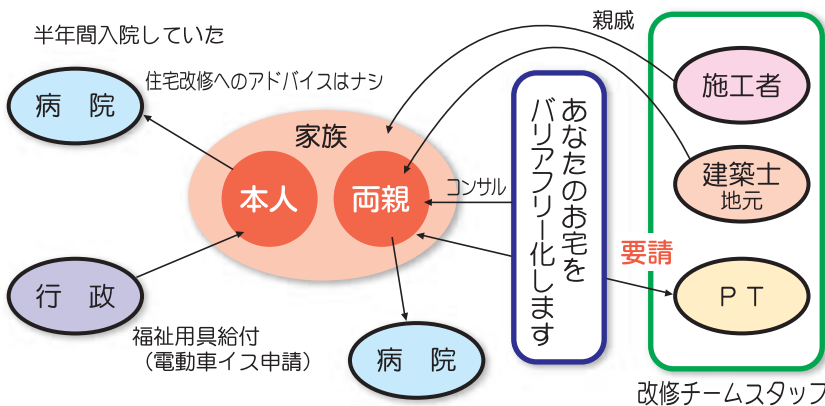 半年間入院していた
親戚
住宅改修へのアドバイスはナシ
病　院
施工者
家族
あなたのお宅を
バリアフリー化します
建築士
地元
本人
両親
コンサル
要請
行　政
ＰＴ
福祉用具給付
（電動車イス申請）
病　院
改修チームスタッフ